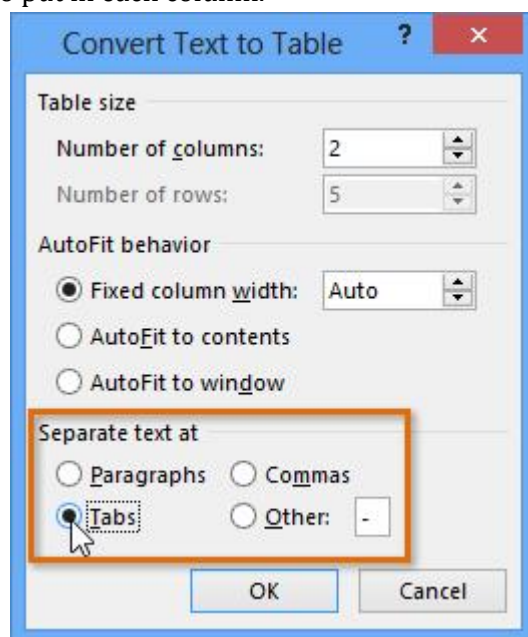 put in each column.
Convert Text to Table ? ×
Table size
Number of columns: 2
Number of rows: 5
AutoFit behavior
Fixed column width: Auto
AutoFit to contents
AutoFit to window
Separate text at
Paragraphs Commas
Tabs Other: -
OK Cancel